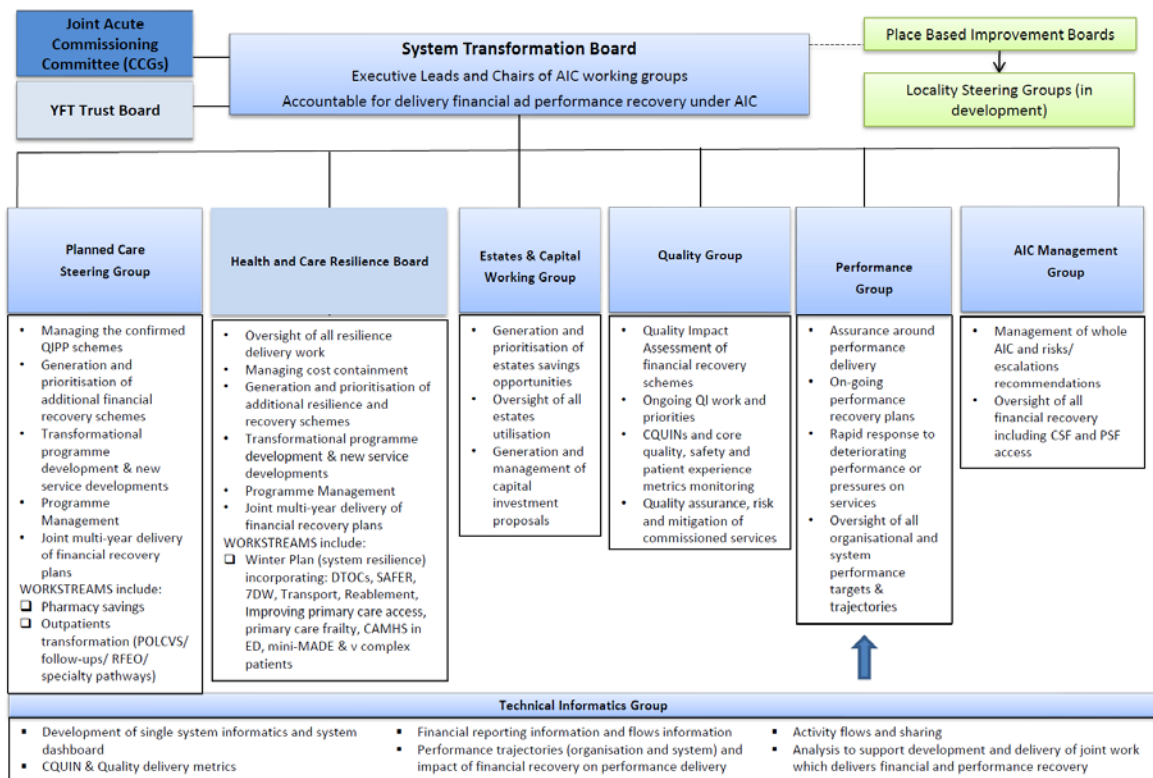 Joint Acute
Commissioning
Committee (CCGs)
YFT Trust Board
System Transformation Board
Executive Leads and Chairs of AIC working groups
Accountable for delivery financial ad performance recovery under AIC
Place Based Improvement Boards
Locality Steering Groups (in
development)
Planned Care
Steering Group
• Managing the confirmed
QIPP schemes
• Generation and
prioritisation of
additional financial
recovery schemes
• Transformational
programme
development & new
service developments
• Programme
Management
• Joint multi-year delivery
of financial recovery
plans
WORKSTREAMS include:
❑ Pharmacy savings
❑ Outpatients
transformation (POLCVS/
follow-ups/ RFEO/
specialty pathways)
Health and Care Resilience Board
• Oversight of all resilience
delivery work
• Managing cost containment
• Generation and prioritisation of
additional resilience and
recovery schemes
• Transformational programme
development & new service
developments
• Programme Management
• Joint multi-year delivery of
financial recovery plans
WORKSTREAMS include:
❑ Winter Plan (system resilience)
incorporating: DTOCs, SAFER,
7DW, Transport, Reablement,
Improving primary care access,
primary care frailty, CAMHS in
ED, mini-MADE & v complex
patients
Estates & Capital
Working Group
• Generation and
prioritisation of
estates savings
opportunities
• Oversight of all
estates
utilisation
• Generation and
management of
capital
investment
proposals
Quality Group
• Quality Impact
Assessment of
financial recovery
schemes
• Ongoing QI work and
priorities
• CQUINs and core
quality, safety and
patient experience
metrics monitoring
• Quality assurance, risk
and mitigation of
commissioned services
Performance
Group
• Assurance around
performance
delivery
• On-going
performance
recovery plans
• Rapid response to
deteriorating
performance or
pressures on
services
• Oversight of all
organisational and
system
performance
targets &
trajectories
AIC Management
Group
• Management of whole
AIC and risks/
escalations
recommendations
• Oversight of all
financial recovery
including CSF and PSF
access
Technical Informatics Group
▪ Development of single system informatics and system
dashboard
▪ CQUIN & Quality delivery metrics
▪ Financial reporting information and flows information
▪ Performance trajectories (organisation and system) and
impact of financial recovery on performance delivery
▪ Activity flows and sharing
▪ Analysis to support development and delivery of joint work
which delivers financial and performance recovery